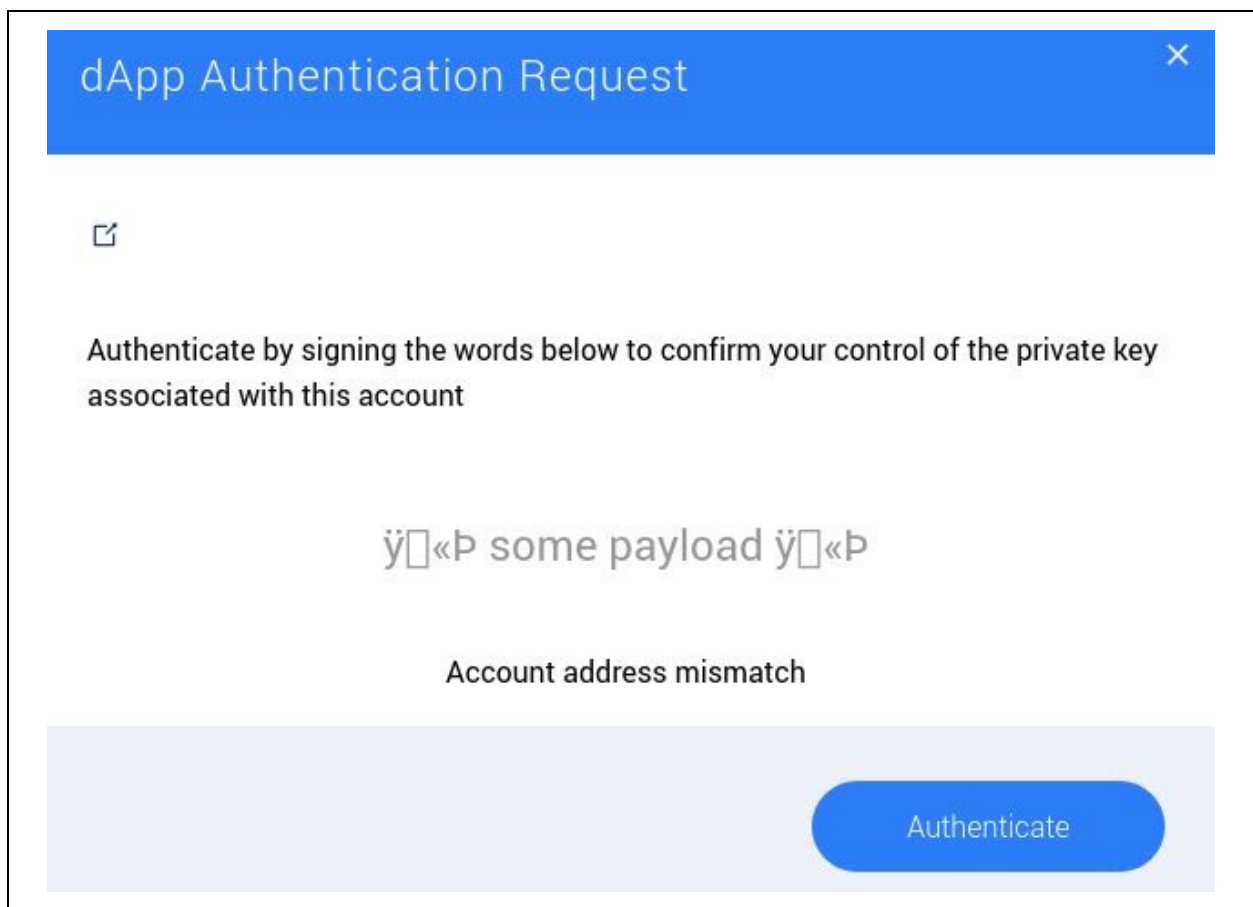 dApp Authentication Request
Authenticate by signing the words below to confirm your control of the private key
associated with this account
ÿ▯«Þ some payload ÿ▯«Þ
Account address mismatch
Authenticate